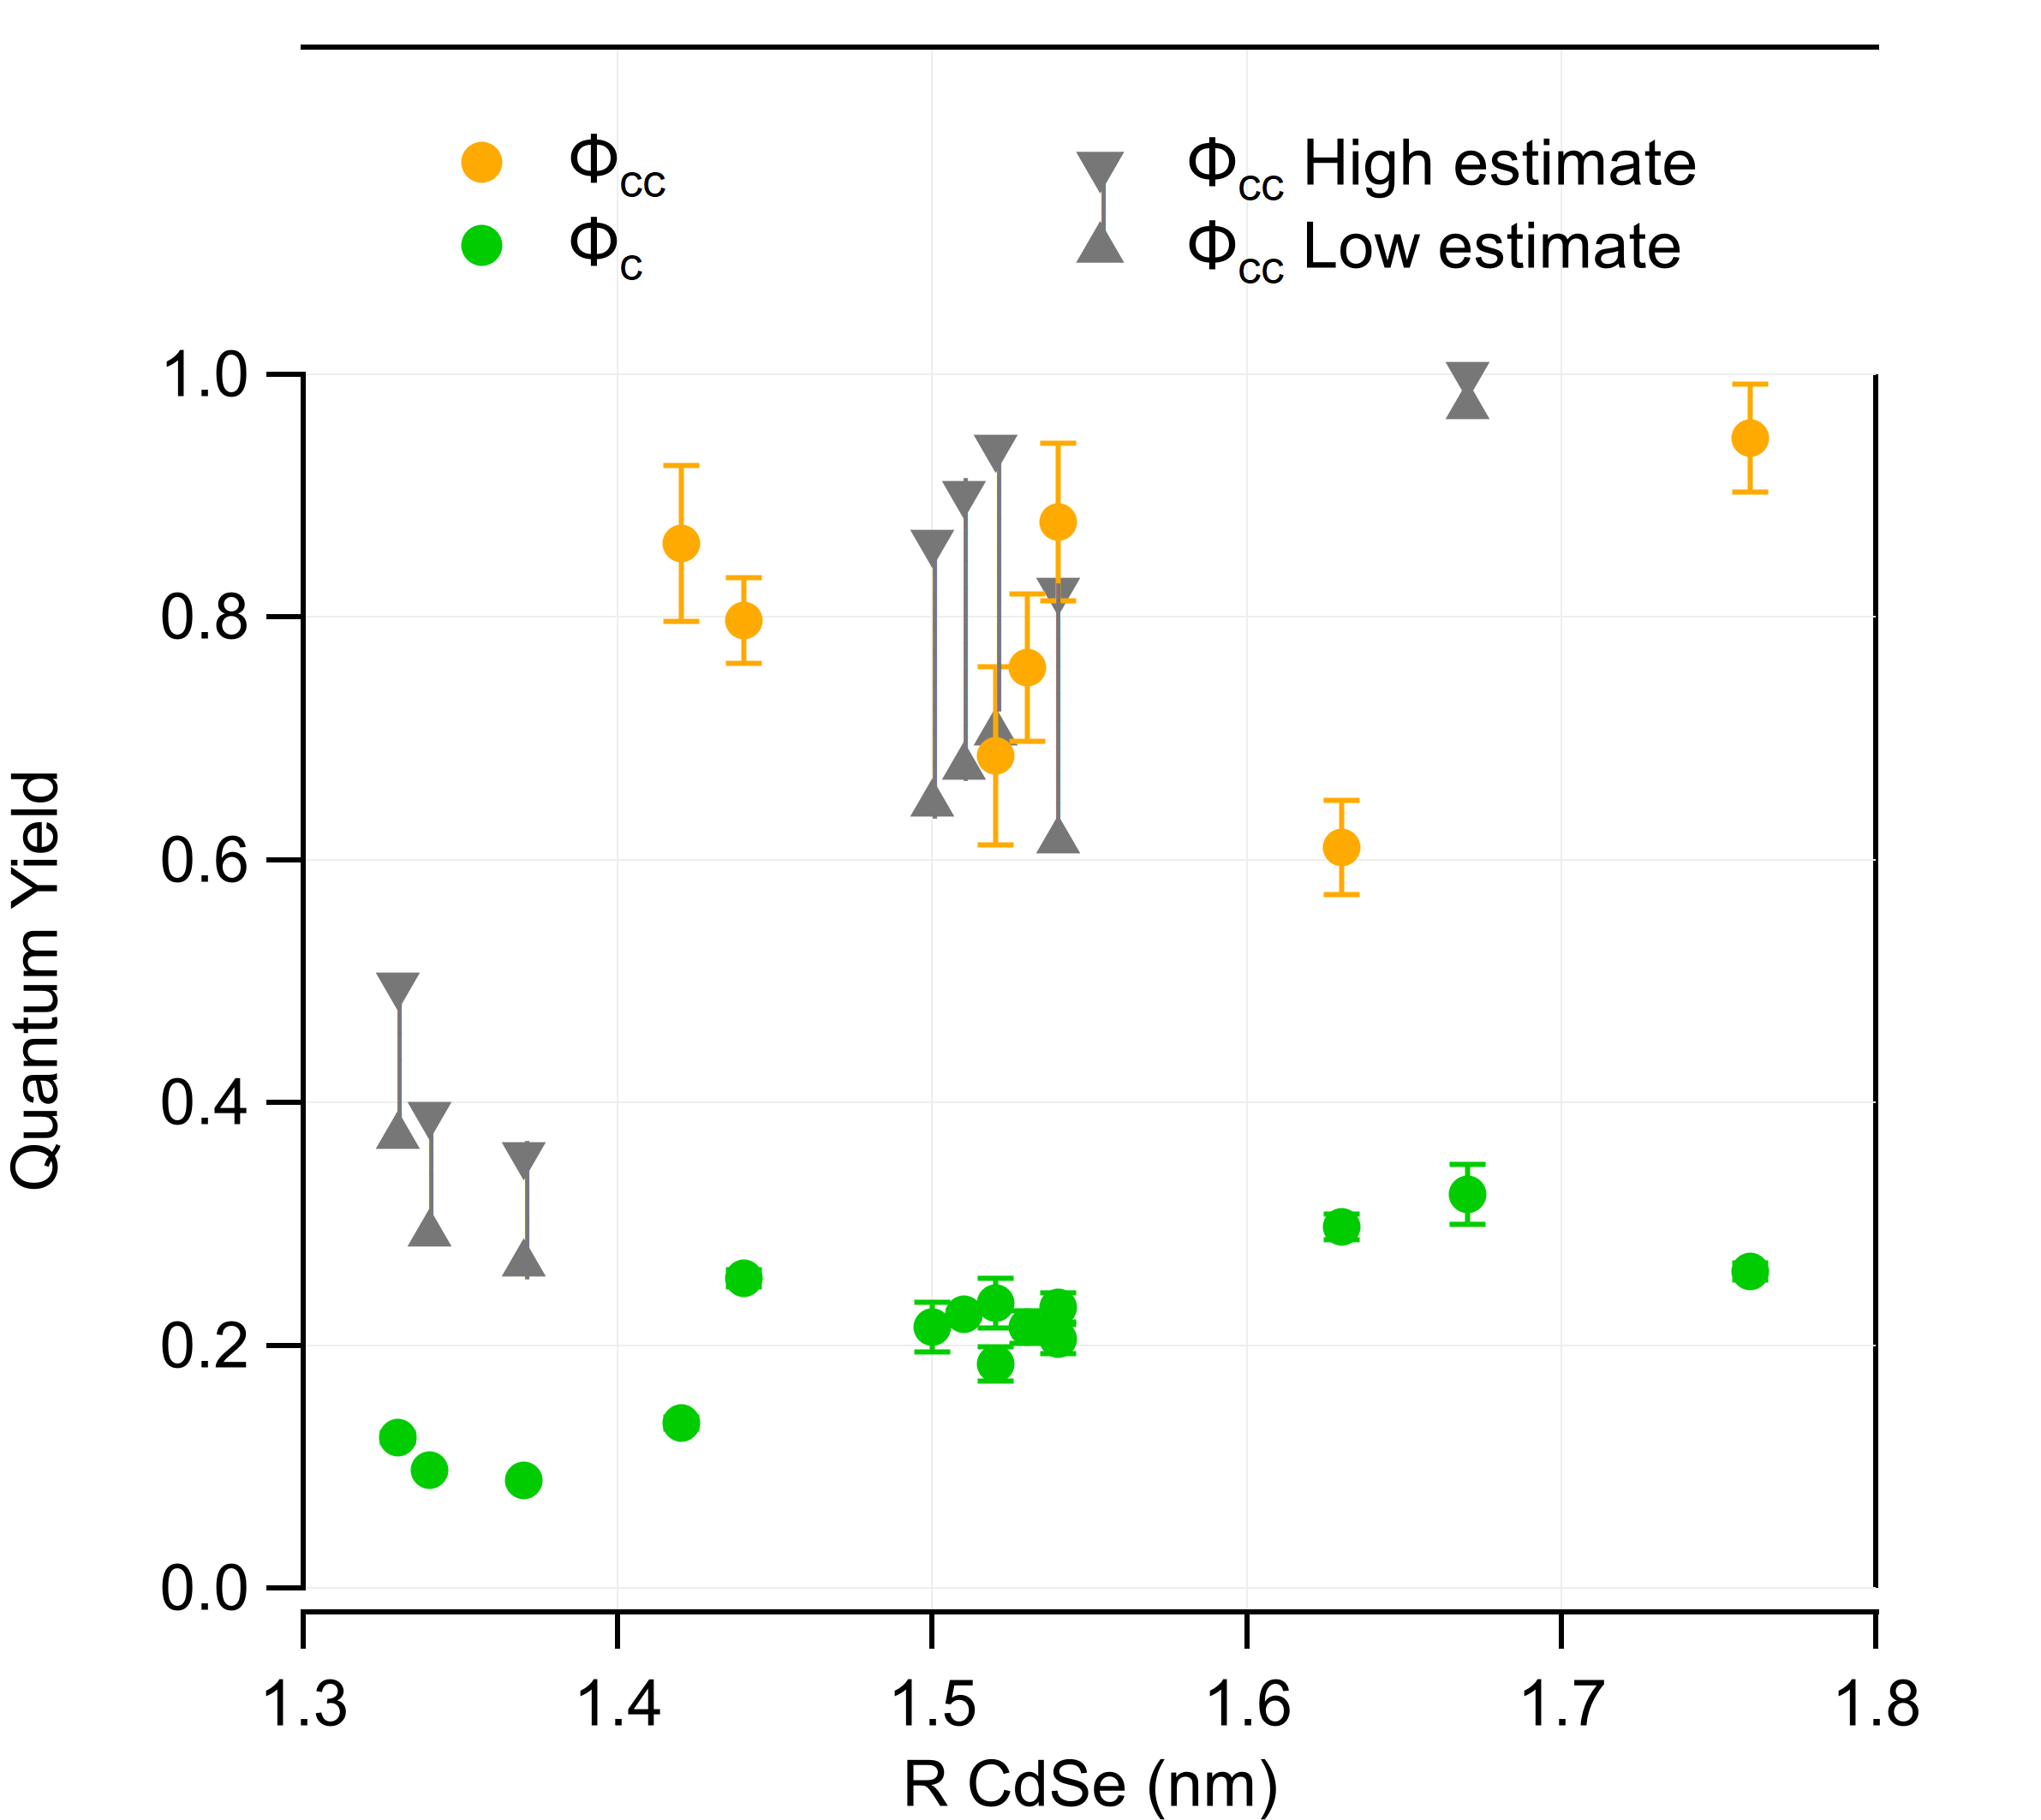 Φcc
Φc
Φcc High estimate
Φcc Low estimate
1.0
0.8
0.6
0.4
0.2
0.0
Quantum Yield
1.3 1.4 1.5 1.6 1.7 1.8
R CdSe (nm)